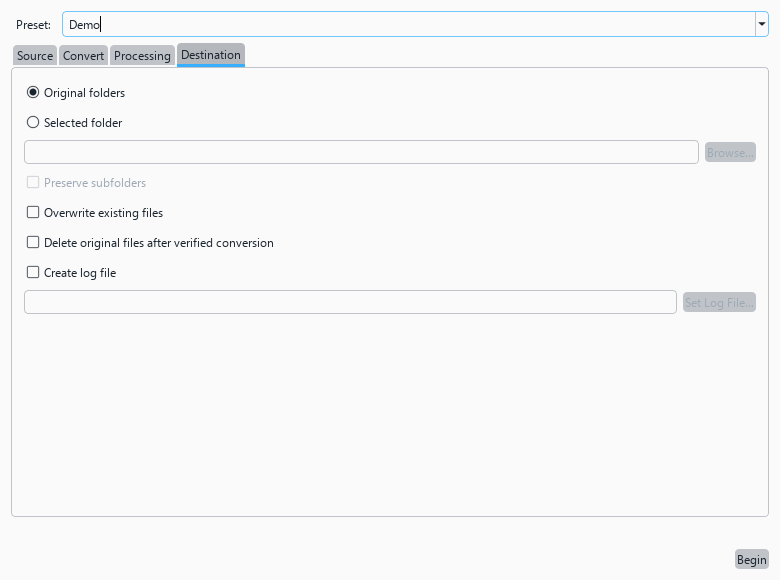 Preset: Demo
Source Convert Processing Destination
Original folders
Selected folder
Browse...
Preserve subfolders
Overwrite existing files
Delete original files after verified conversion
Create log file
Set Log File...
Begin